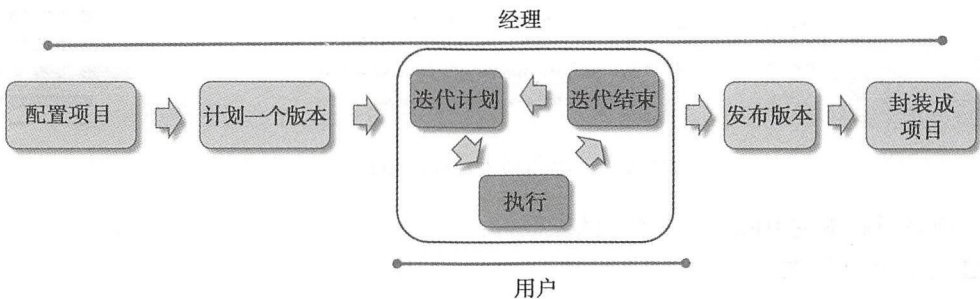 经理
配置项目
计划一个版本
迭代计划
迭代结束
执行
发布版本
封装成
项目
用户